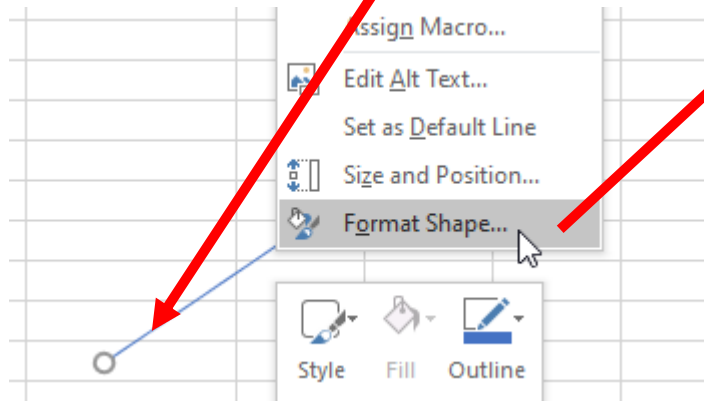 Assign Macro...
Edit Alt Text...
Set as Default Line
Size and Position...
Format Shape...
Style Fill Outline